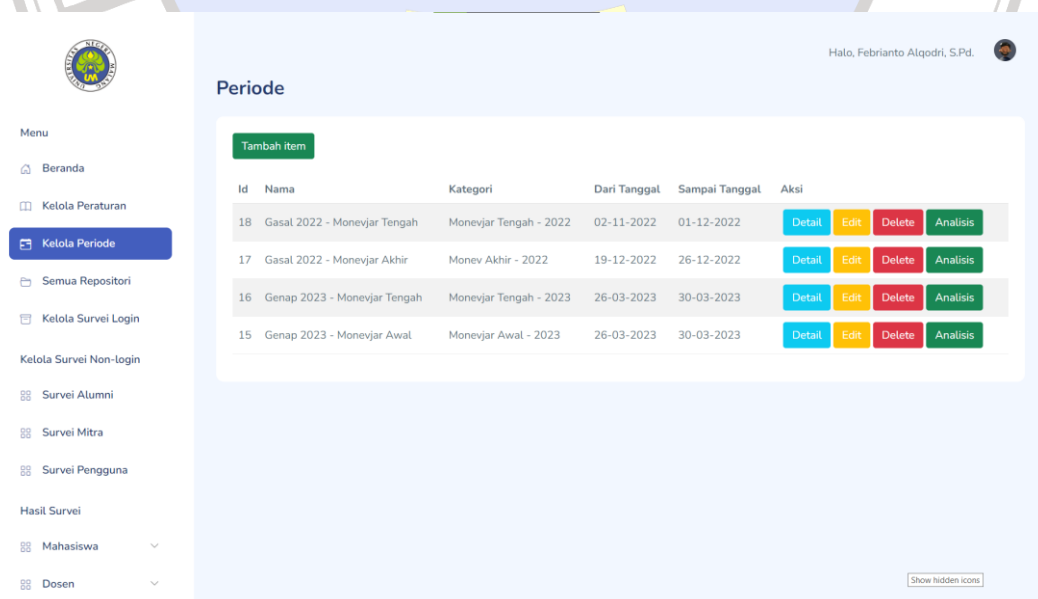 UNIVERSITAS NEGERI MALANG
UM
Halo, Febrianto Alqodri, S.Pd.
Periode
Menu
Beranda
Kelola Peraturan
Kelola Periode
Semua Repositori
Kelola Survei Login
Kelola Survei Non-login
Survei Alumni
Survei Mitra
Survei Pengguna
Hasil Survei
Mahasiswa
Dosen
Tambah item
Id Nama Kategori Dari Tanggal Sampai Tanggal Aksi
18 Gasal 2022 - Monevjar Tengah Monevjar Tengah - 2022 02-11-2022 01-12-2022 Detail Edit Delete Analisis
17 Gasal 2022 - Monevjar Akhir Monev Akhir - 2022 19-12-2022 26-12-2022 Detail Edit Delete Analisis
16 Genap 2023 - Monevjar Tengah Monevjar Tengah - 2023 26-03-2023 30-03-2023 Detail Edit Delete Analisis
15 Genap 2023 - Monevjar Awal Monevjar Awal - 2023 26-03-2023 30-03-2023 Detail Edit Delete Analisis
Show hidden icons